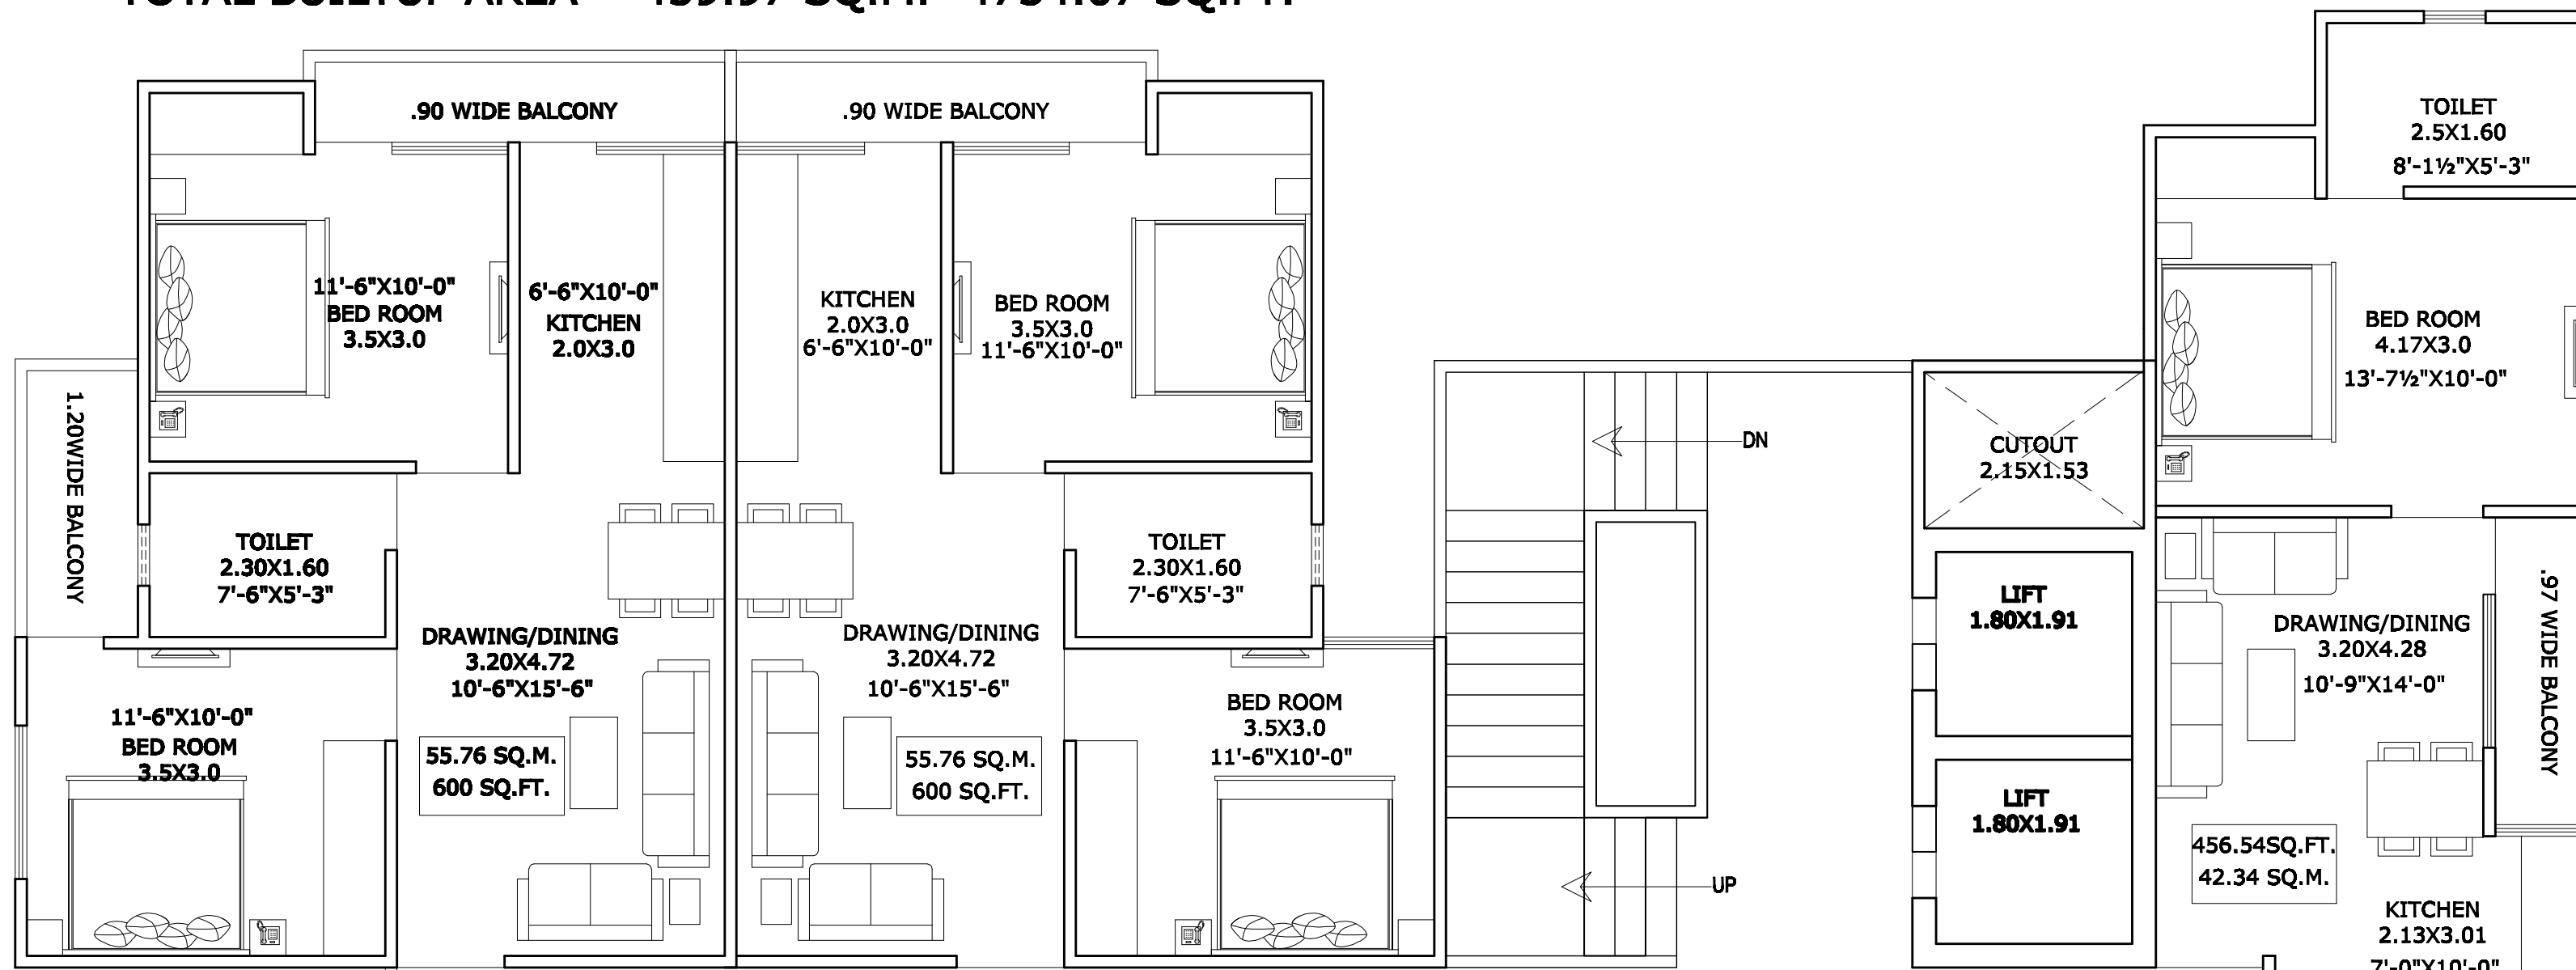 .90 WIDE BALCONY
.90 WIDE BALCONY
TOILET
2.5X1.60
8'-1½"X5'-3"
11'-6"X10'-0"
BED ROOM
3.5X3.0
6'-6"X10'-0"
KITCHEN
2.0X3.0
KITCHEN
2.0X3.0
6'-6"X10'-0"
BED ROOM
3.5X3.0
11'-6"X10'-0"
BED ROOM
4.17X3.0
13'-7½"X10'-0"
1.20WIDE BALCONY
DN
CUTOUT
2.15X1.53
TOILET
2.30X1.60
7'-6"X5'-3"
TOILET
2.30X1.60
7'-6"X5'-3"
LIFT
1.80X1.91
DRAWING/DINING
3.20X4.72
10'-6"X15'-6"
DRAWING/DINING
3.20X4.72
10'-6"X15'-6"
DRAWING/DINING
3.20X4.28
10'-9"X14'-0"
.97 WIDE BALCONY
11'-6"X10'-0"
BED ROOM
3.5X3.0
55.76 SQ.M.
600 SQ.FT.
55.76 SQ.M.
600 SQ.FT.
BED ROOM
3.5X3.0
11'-6"X10'-0"
LIFT
1.80X1.91
UP
456.54SQ.FT.
42.34 SQ.M.
KITCHEN
2.13X3.01
7'-0"X10'-0"